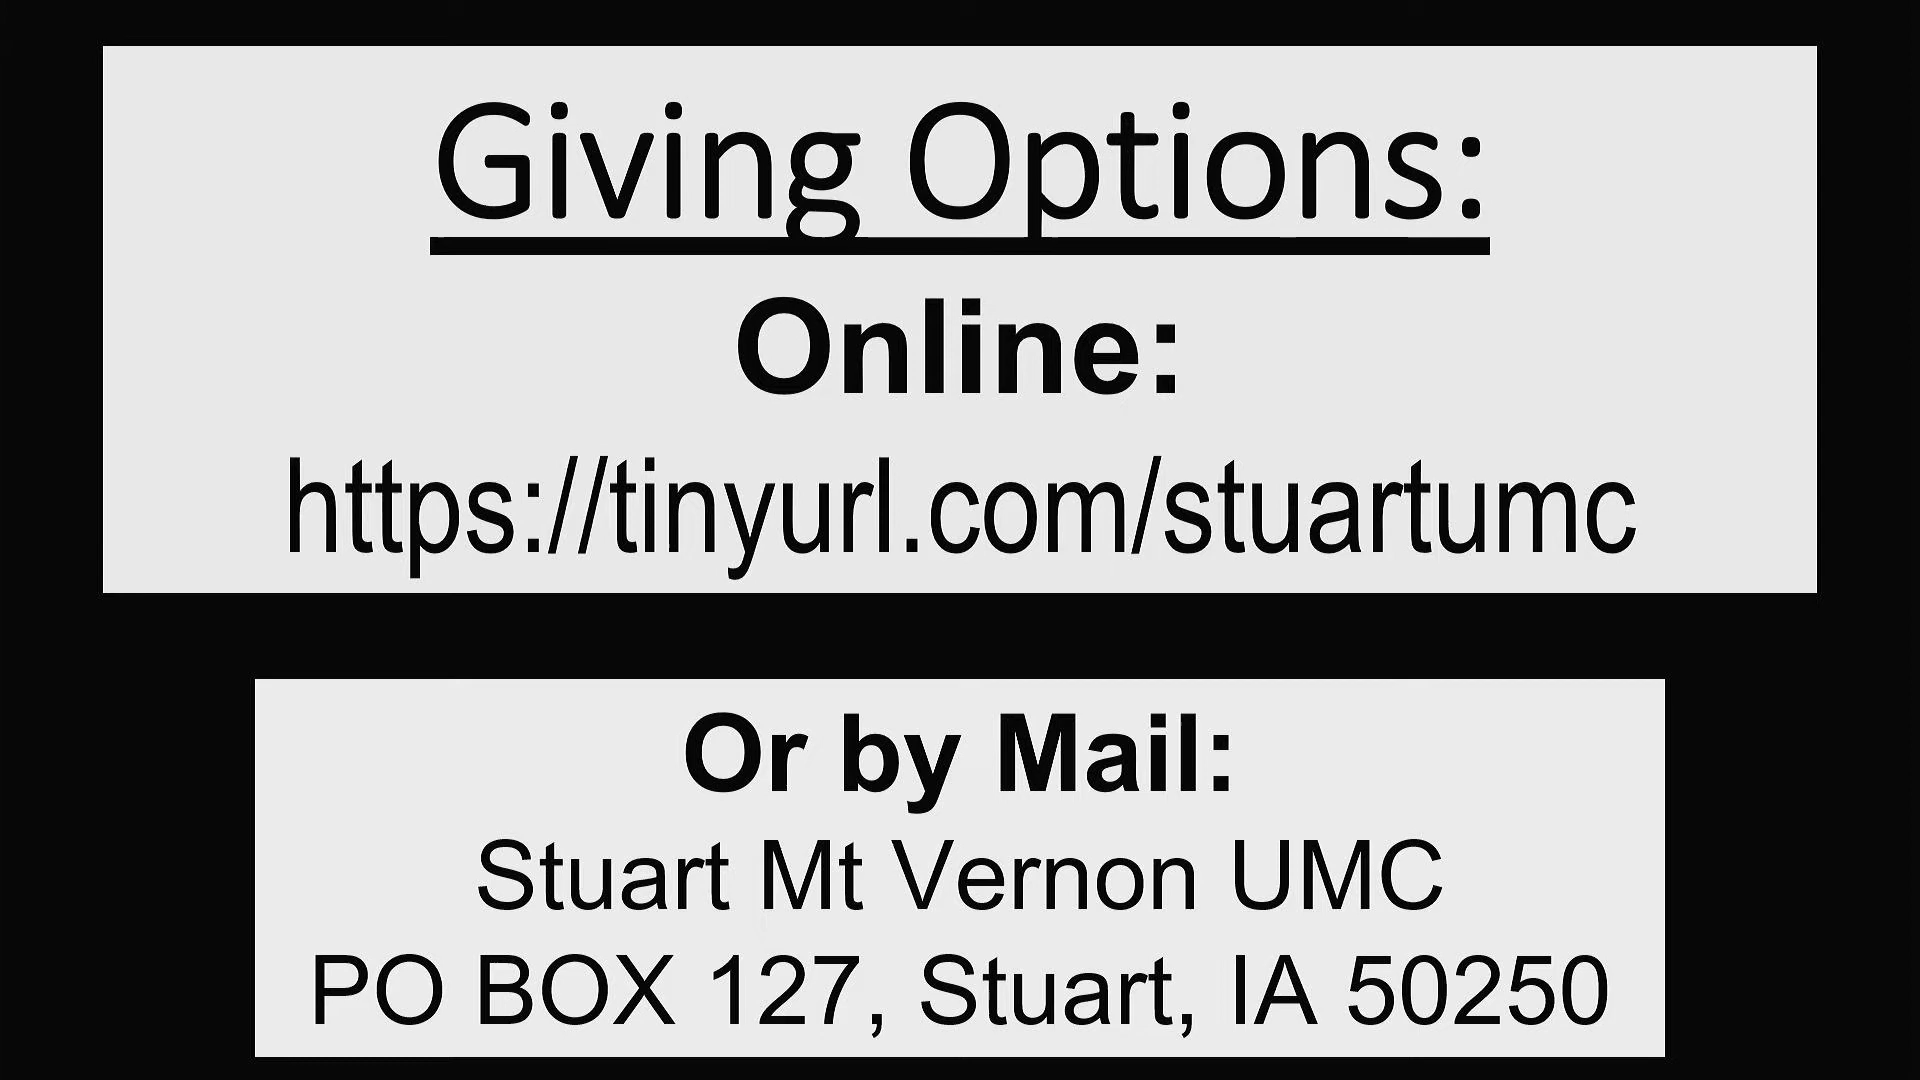 Giving Options:
Online:
https://tinyurl.com/stuartumc
Or by Mail:
Stuart Mt Vernon UMC
PO BOX 127, Stuart, IA 50250